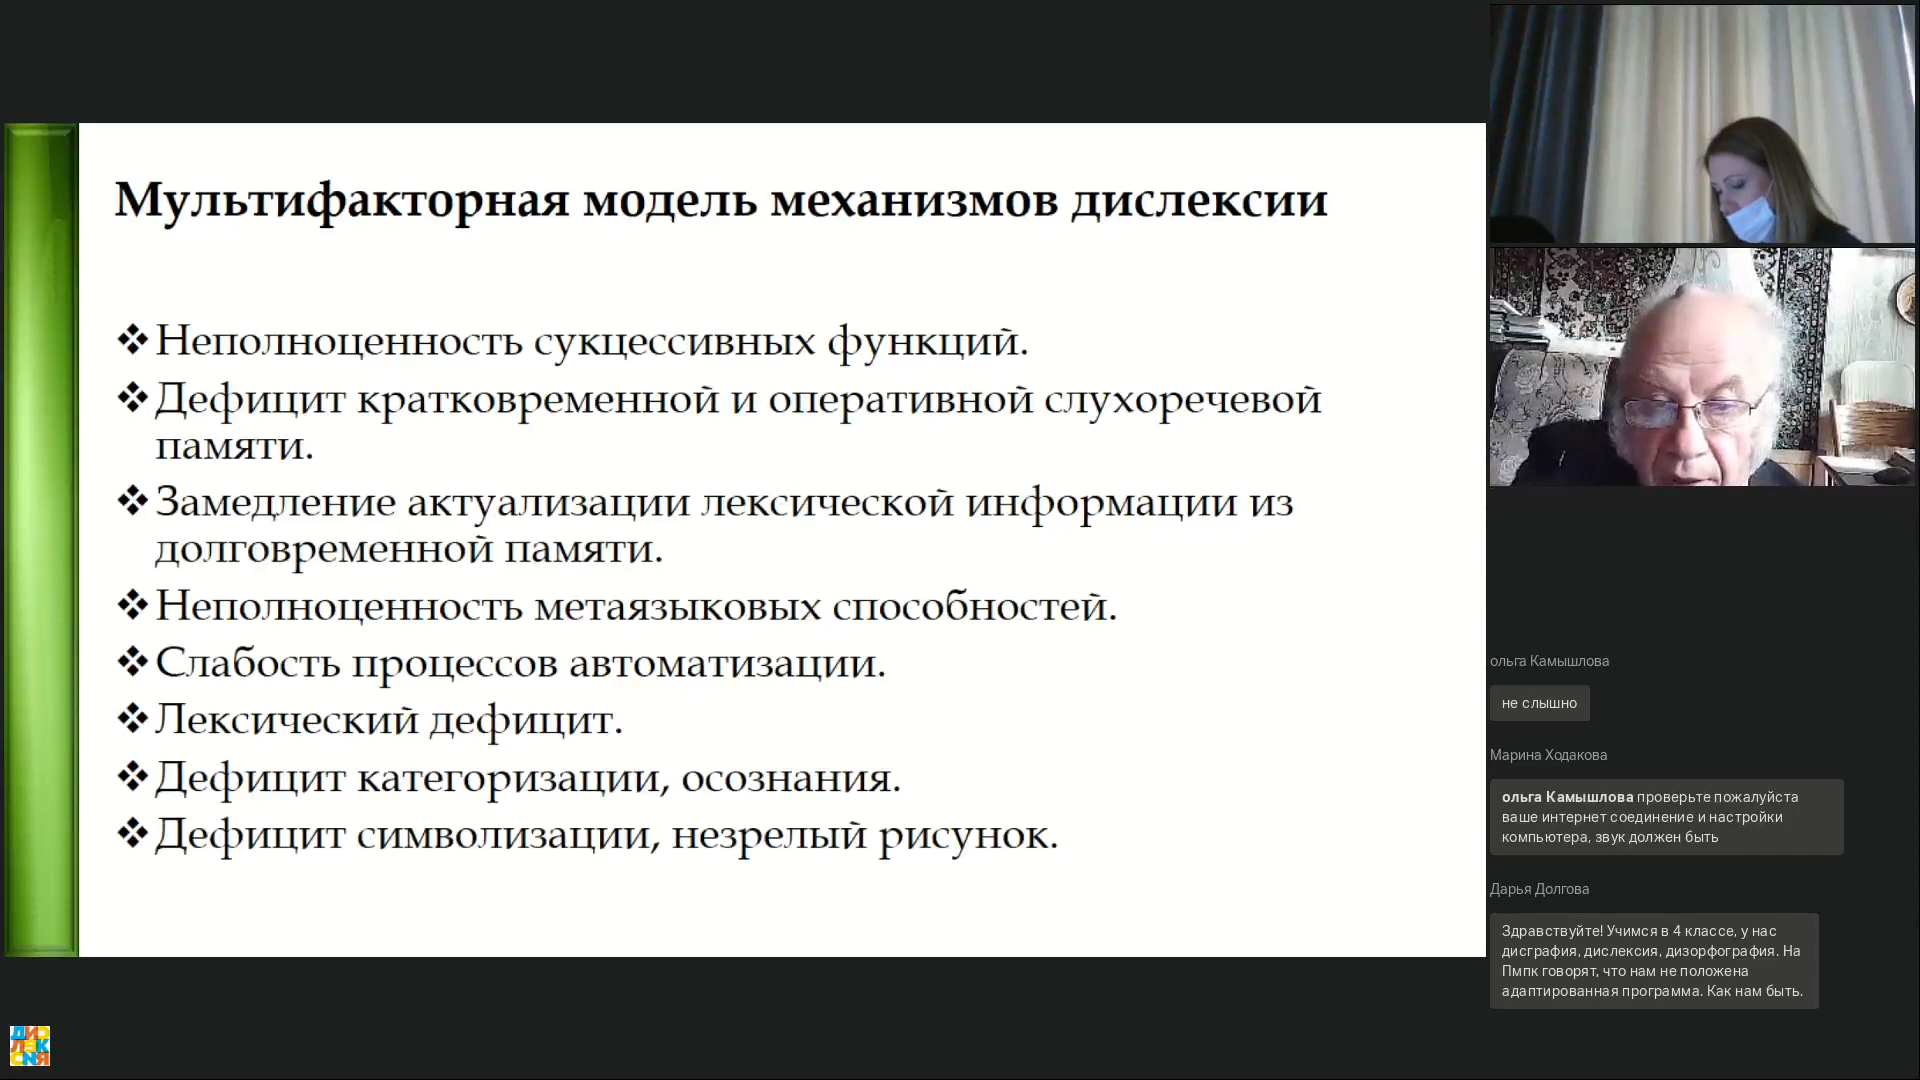 Мультифакторная модель механизмов дислексии
❖Неполноценность сукцессивных функций.
❖Дефицит кратковременной и оперативной слухоречевой
памяти.
❖Замедление актуализации лексической информации из
долговременной памяти.
❖Неполноценность метаязыковых способностей.
❖Слабость процессов автоматизации.
❖Лексический дефицит.
❖Дефицит категоризации, осознания.
❖Дефицит символизации, незрелый рисунок.
ольга Камышлова
не слышно
Марина Ходакова
ольга Камышлова проверьте пожалуйста
ваше интернет соединение и настройки
компьютера, звук должен быть
Дарья Долгова
Здравствуйте! Учимся в 4 классе, у нас
дисграфия, дислексия, дизорфография. На
Пмпк говорят, что нам не положена
адаптированная программа. Как нам быть.
ДИС
ЛЕК
СИЯ